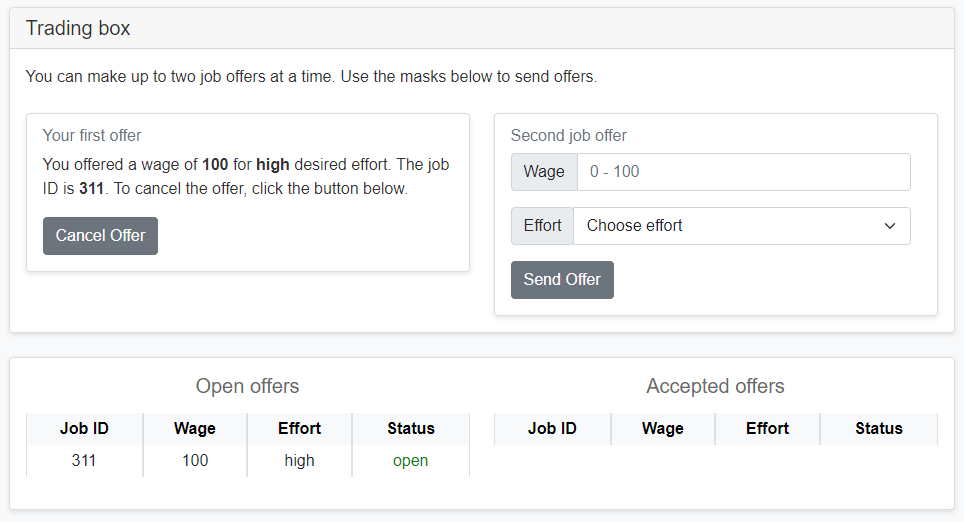 Trading box
You can make up to two job offers at a time. Use the masks below to send offers.
Your first offer
You offered a wage of 100 for high desired effort. The job
ID is 311. To cancel the offer, click the button below.
Cancel Offer
Second job offer
Wage 0 - 100
Effort Choose effort
Send Offer
Open offers
Job ID Wage Effort Status
311 100 high open
Accepted offers
Job ID Wage Effort Status